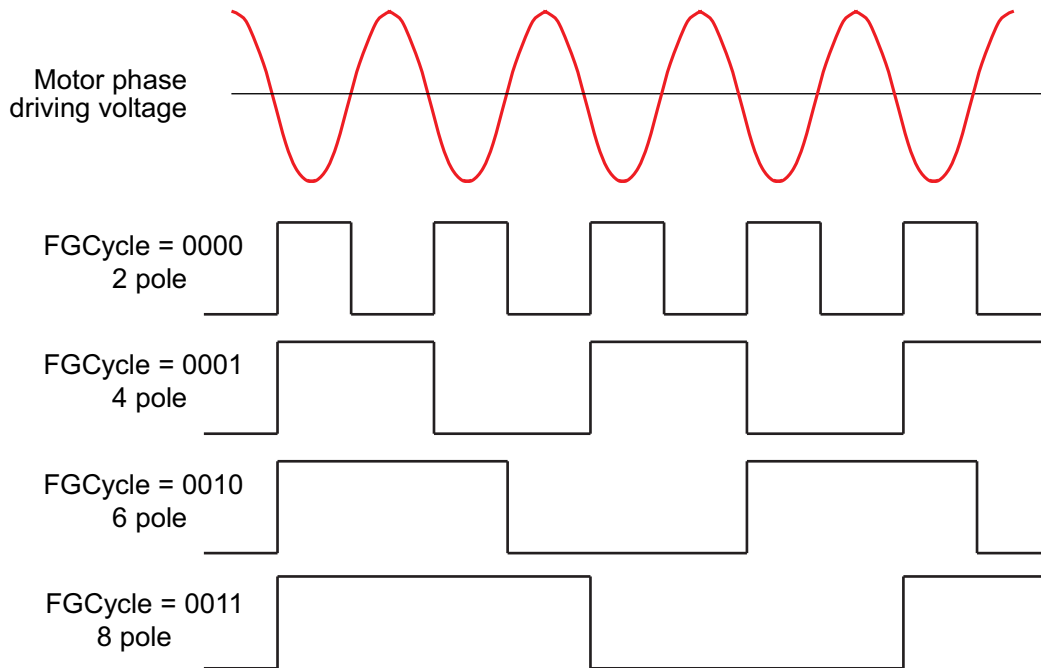 Motor phase
driving voltage
FGCycle = 0000
2 pole
FGCycle = 0001
4 pole
FGCycle = 0010
6 pole
FGCycle = 0011
8 pole